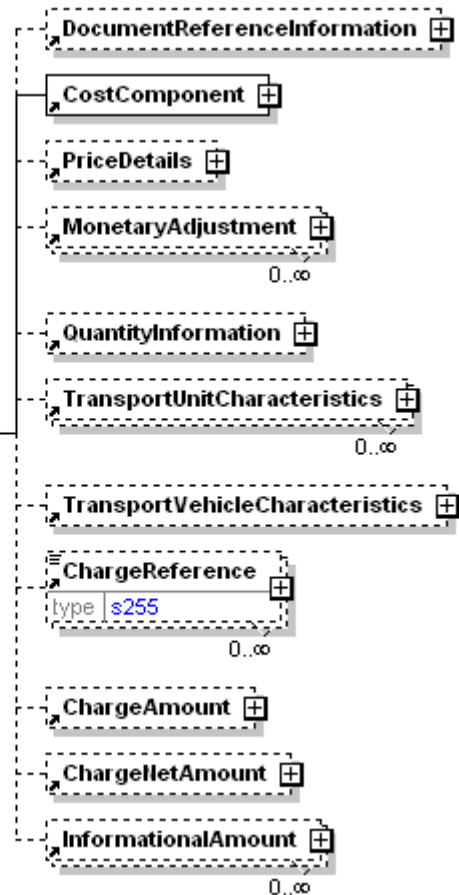 DocumentReferenceInformation
CostComponent
PriceDetails
MonetaryAdjustment
0..∞
QuantityInformation
TransportUnitCharacteristics
0..∞
TransportVehicleCharacteristics
ChargeReference
type s255
0..∞
ChargeAmount
ChargeNetAmount
InformationalAmount
0..∞